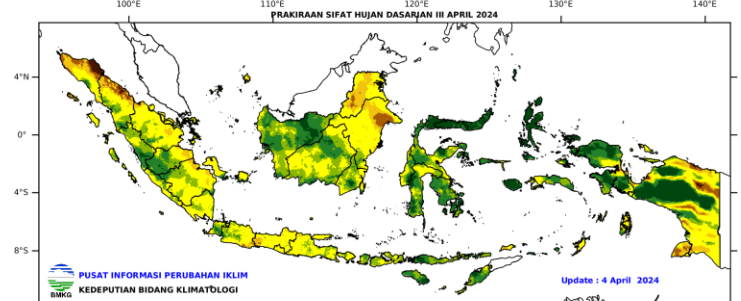 100°E 110°E 120°E 130°E 140°E
PRAKIRAAN SIFAT HUJAN DASARIAN III APRIL 2024
4°N
0°
4°S
8°S
PUSAT INFORMASI PERUBAHAN IKLIM
Update : 4 April 2024
BMKG KEDEPUTIAN BIDANG KLIMATOLOGI